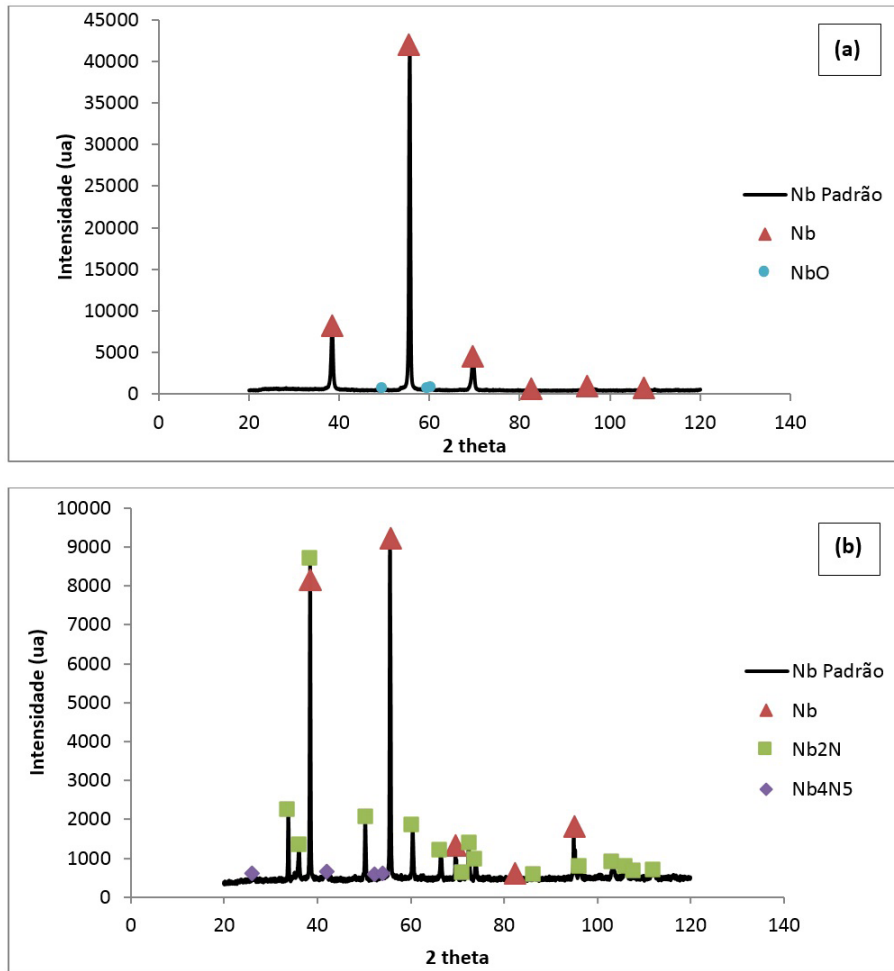 (a)
Intensidade (ua)
45000
40000
35000
30000
25000
20000
15000
10000
5000
0
0 20 40 60 80 100 120 140
2 theta
Nb Padrão
Nb
NbO
(b)
Intensidade (ua)
10000
9000
8000
7000
6000
5000
4000
3000
2000
1000
0
0 20 40 60 80 100 120 140
2 theta
Nb Padrão
Nb
Nb2N
Nb4N5